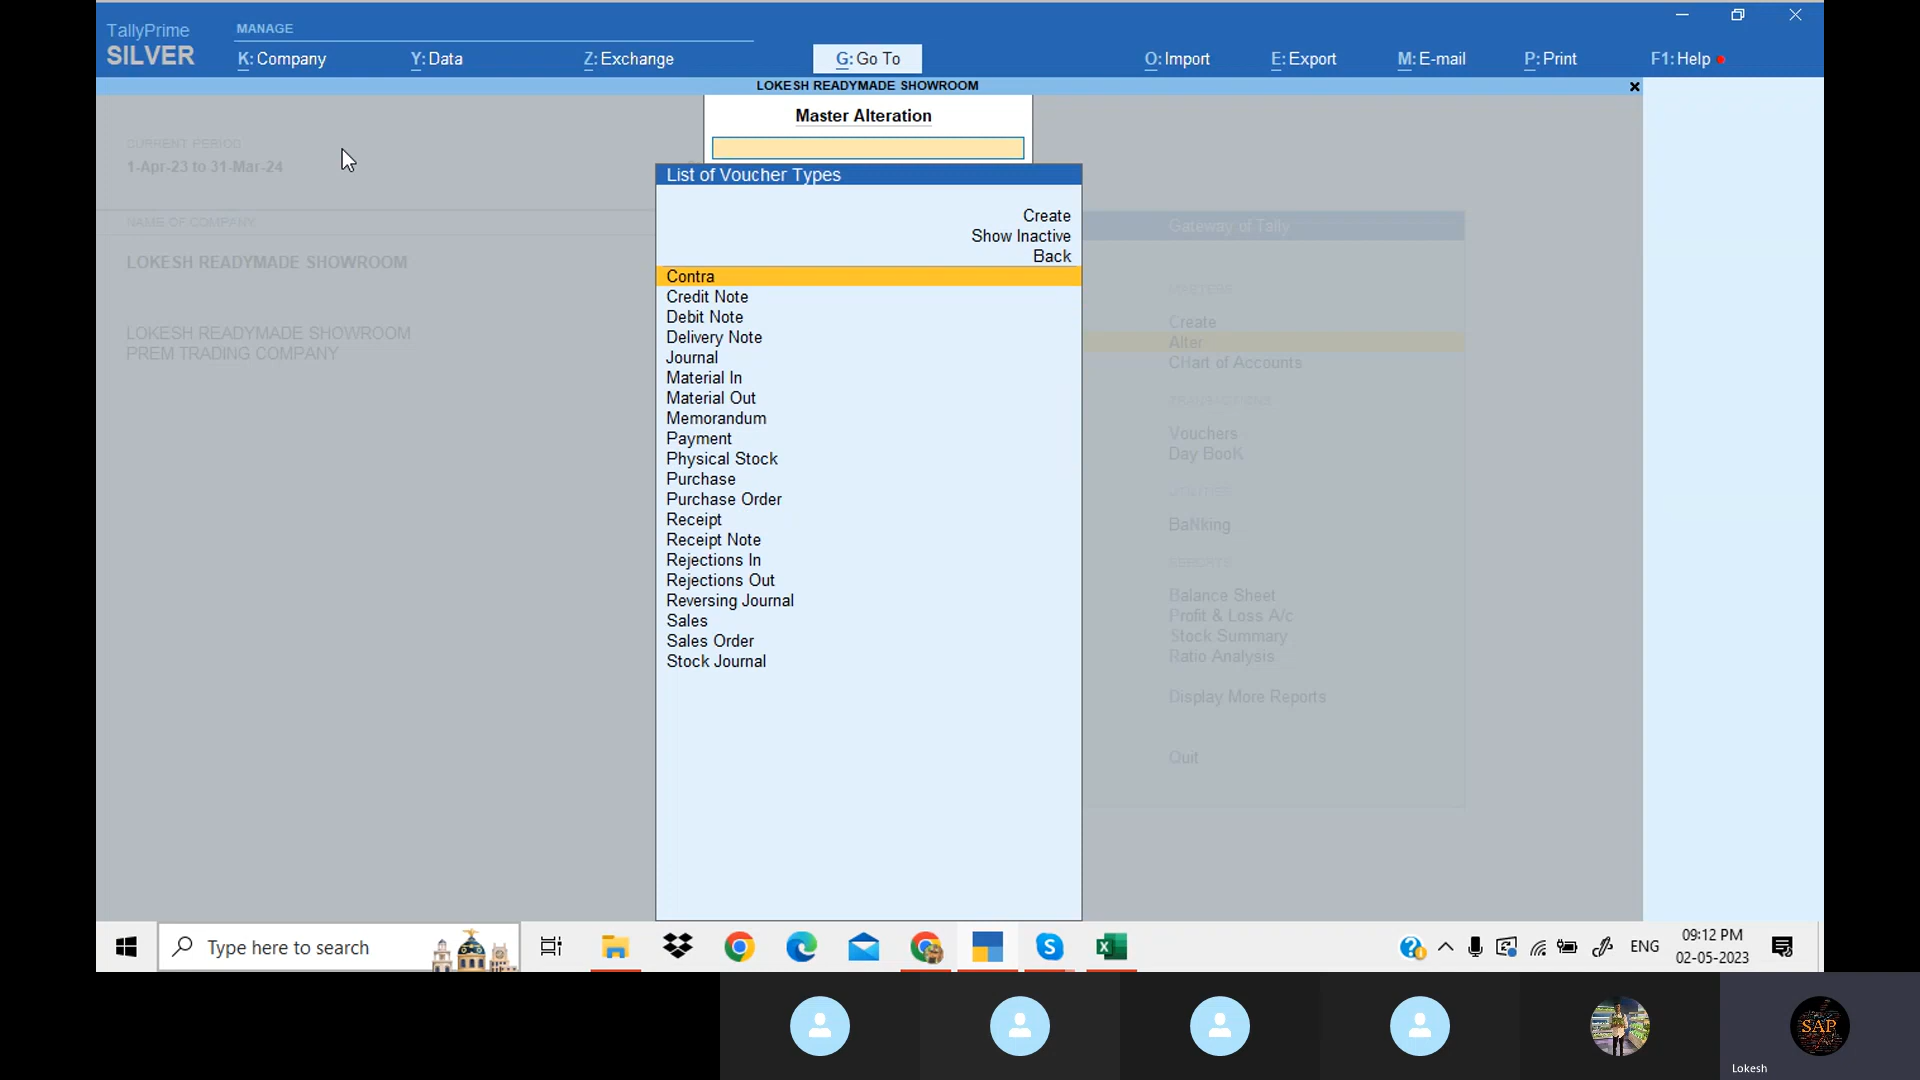 TallyPrime
SILVER
MANAGE
K: Company
Y: Data
Z: Exchange
G: Go To
O: Import
E: Export
M: E-mail
P: Print
F1: Help
LOKESH READYMADE SHOWROOM
Master Alteration
CURRENT PERIOD
1-Apr-23 to 31-Mar-24
NAME OF COMPANY
LOKESH READYMADE SHOWROOM
LOKESH READYMADE SHOWROOM
PREM TRADING COMPANY
List of Voucher Types
Create
Show Inactive
Back
Contra
Credit Note
Debit Note
Delivery Note
Journal
Material In
Material Out
Memorandum
Payment
Physical Stock
Purchase
Purchase Order
Receipt
Receipt Note
Rejections In
Rejections Out
Reversing Journal
Sales
Sales Order
Stock Journal
Gateway of Tally
MASTERS
Create
Alter
CHart of Accounts
TRANSACTIONS
Vouchers
Day BooK
UTILITIES
BaNking
REPORTS
Balance Sheet
Profit & Loss A/c
Stock Summary
Ratio Analysis
Display More Reports
Quit
Type here to search
ENG
09:12 PM
02-05-2023
SAP
Lokesh